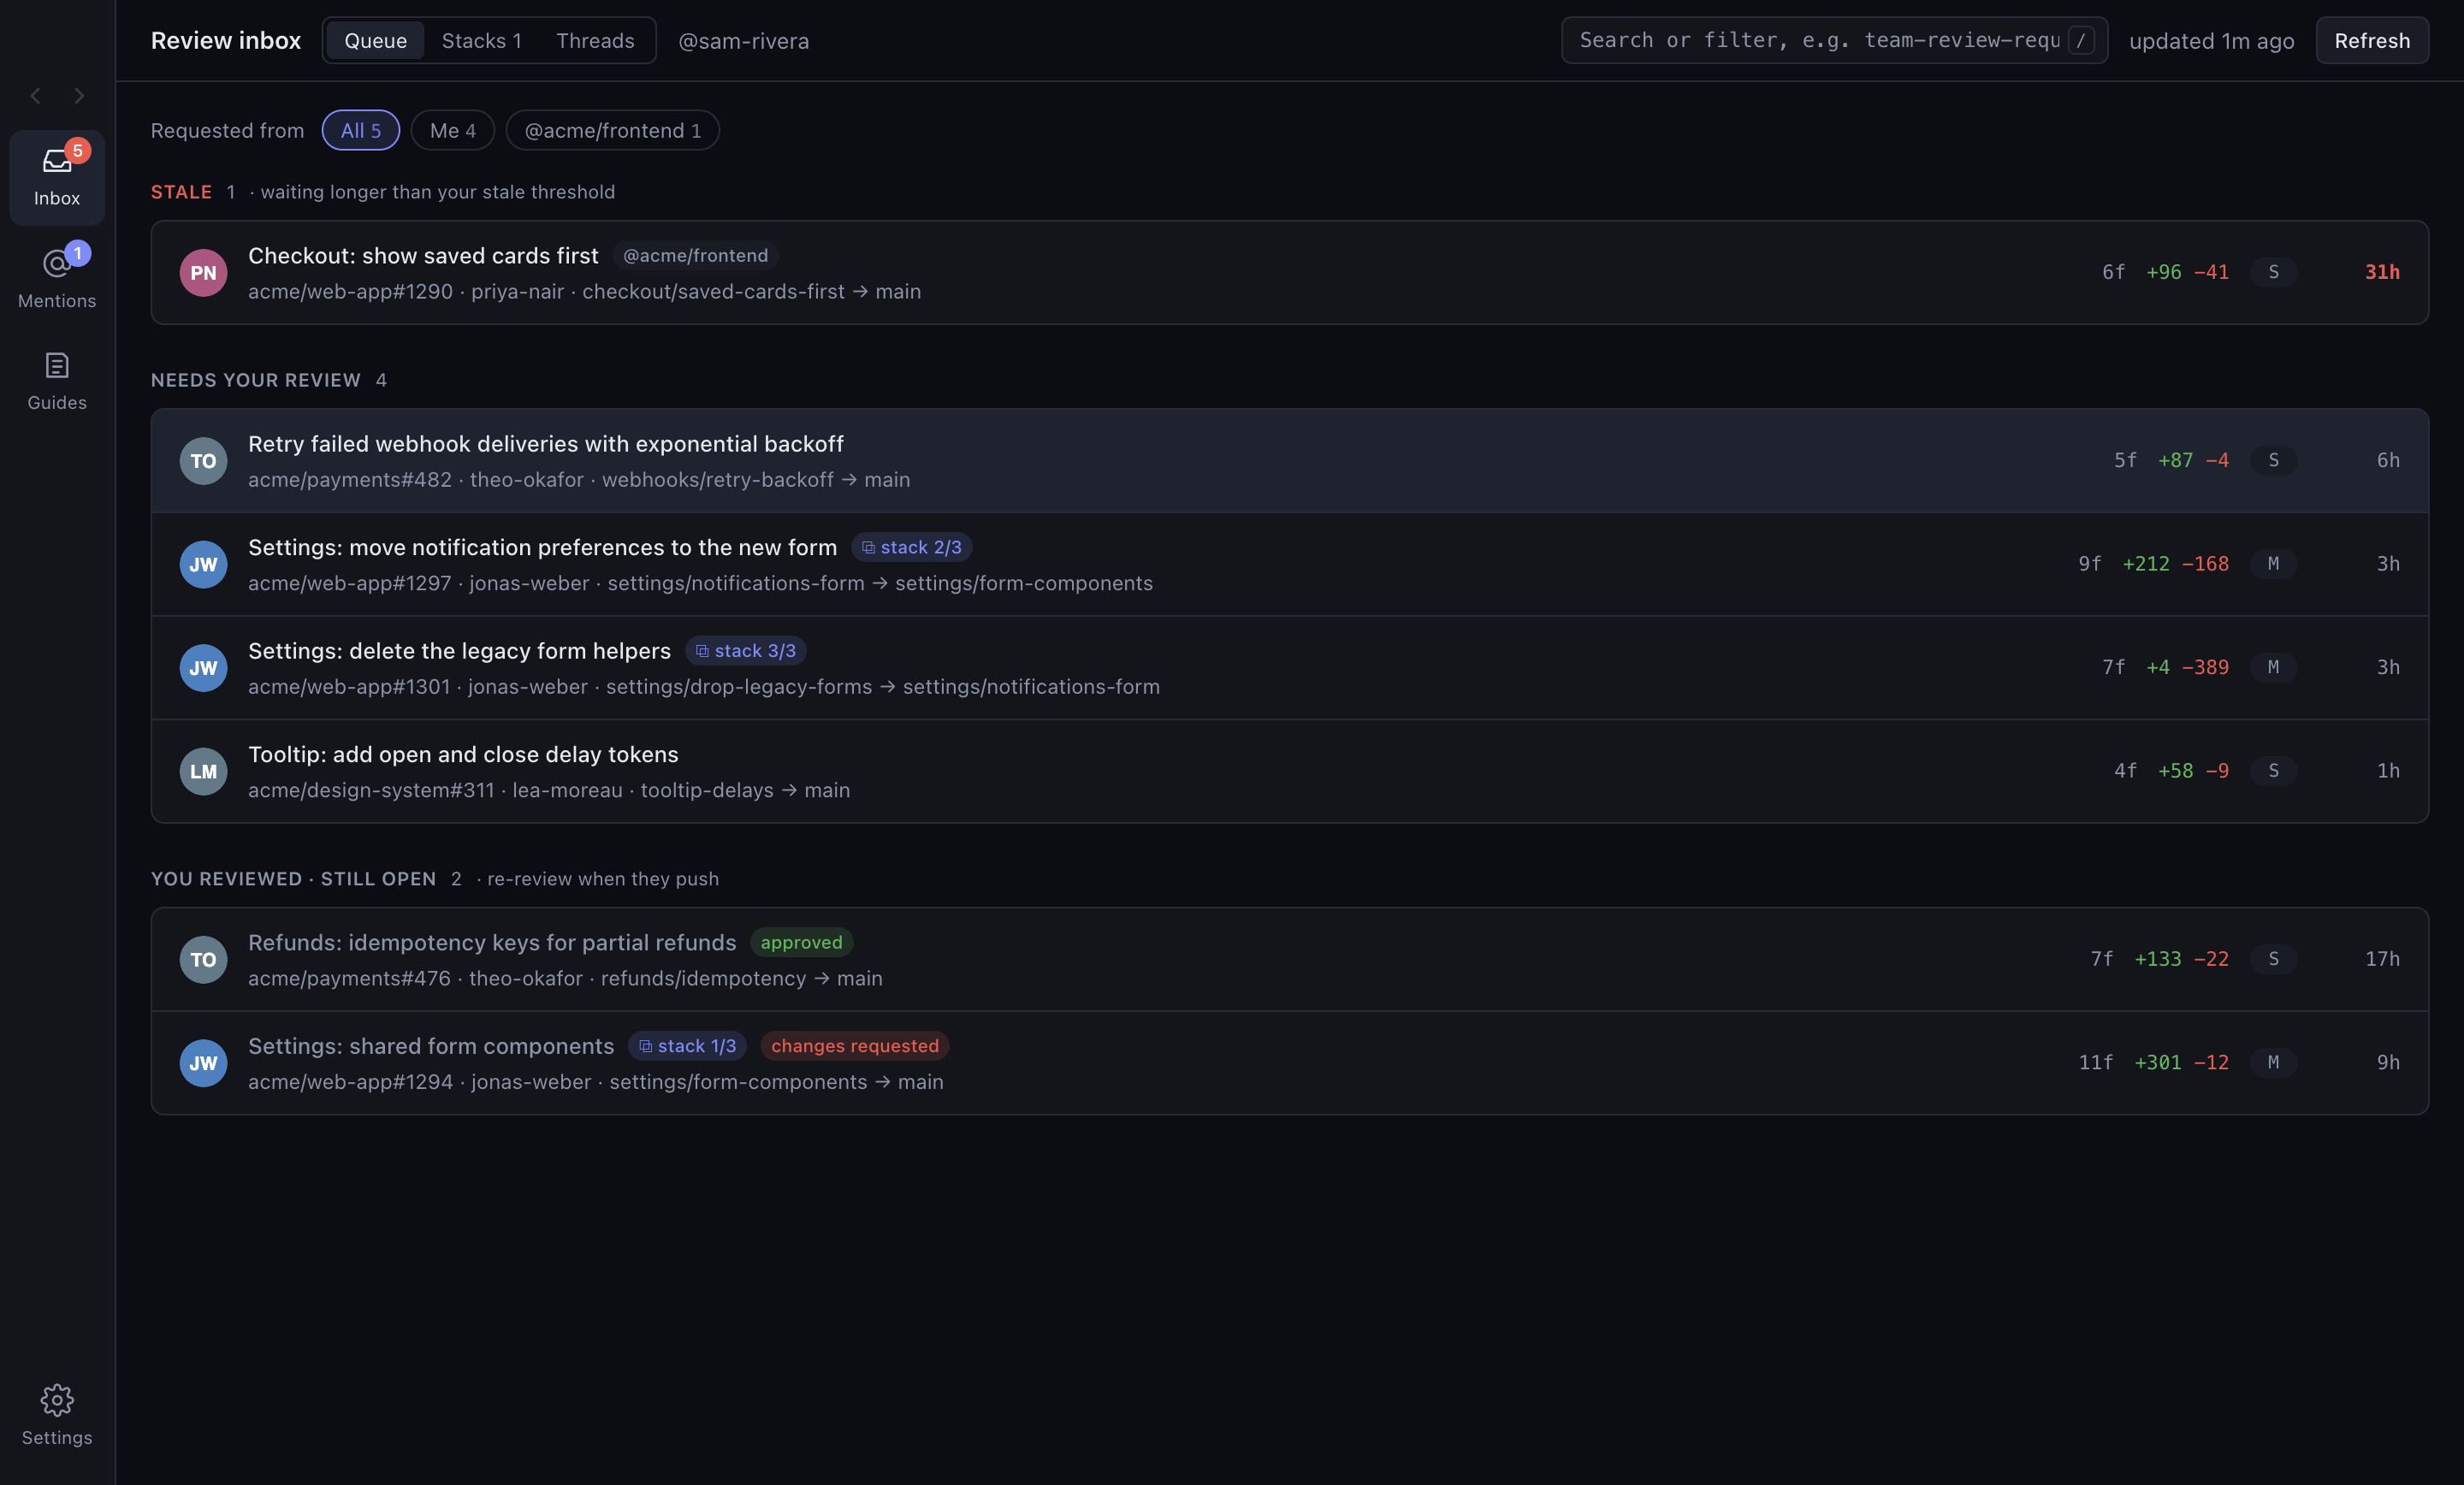 Review inbox Queue Stacks 1 Threads @sam-rivera Search or filter, e.g. team-review-requ / updated 1m ago Refresh
5
Inbox
1
Mentions
Guides
Settings
Requested from All 5 Me 4 @acme/frontend 1
STALE 1 · waiting longer than your stale threshold
PN Checkout: show saved cards first @acme/frontend
acme/web-app#1290 · priya-nair · checkout/saved-cards-first → main
6f +96 −41 S 31h
NEEDS YOUR REVIEW 4
TO Retry failed webhook deliveries with exponential backoff
acme/payments#482 · theo-okafor · webhooks/retry-backoff → main
5f +87 −4 S 6h
JW Settings: move notification preferences to the new form stack 2/3
acme/web-app#1297 · jonas-weber · settings/notifications-form → settings/form-components
9f +212 −168 M 3h
JW Settings: delete the legacy form helpers stack 3/3
acme/web-app#1301 · jonas-weber · settings/drop-legacy-forms → settings/notifications-form
7f +4 −389 M 3h
LM Tooltip: add open and close delay tokens
acme/design-system#311 · lea-moreau · tooltip-delays → main
4f +58 −9 S 1h
YOU REVIEWED · STILL OPEN 2 · re-review when they push
TO Refunds: idempotency keys for partial refunds approved
acme/payments#476 · theo-okafor · refunds/idempotency → main
7f +133 −22 S 17h
JW Settings: shared form components stack 1/3 changes requested
acme/web-app#1294 · jonas-weber · settings/form-components → main
11f +301 −12 M 9h